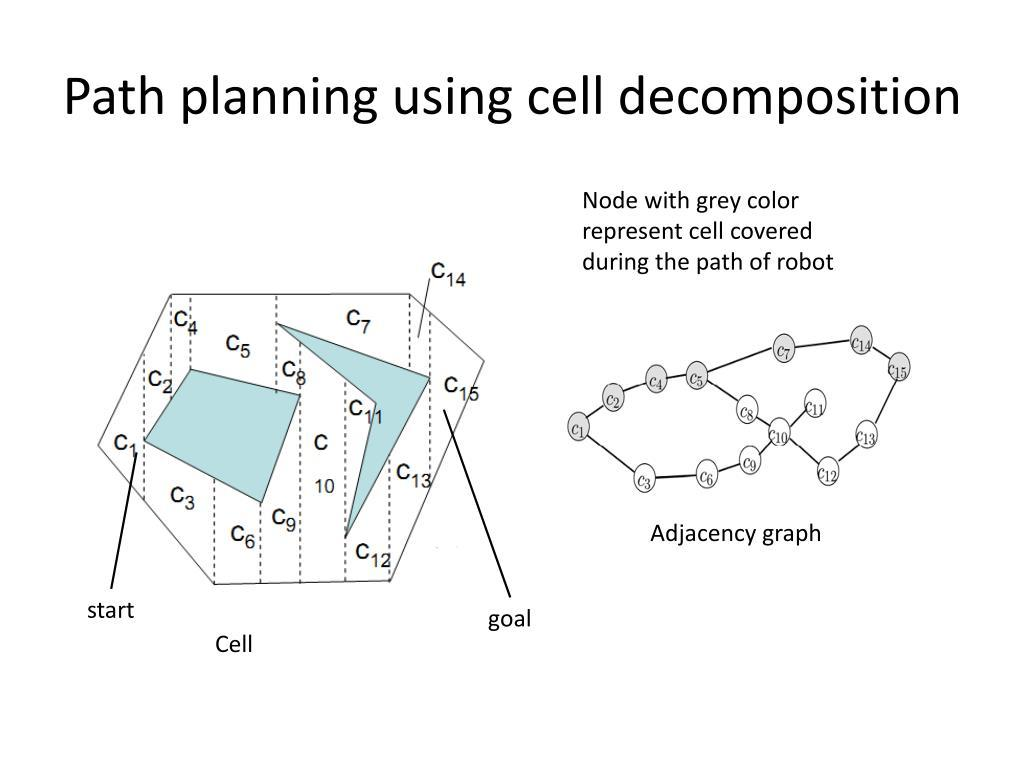 Path planning using cell decomposition
Node with grey color
represent cell covered
during the path of robot
C14
C4
C7
C5
C8
C2
C15
C11
C1
C
10
C13
C3
C9
C6
C12
start
goal
Cell
c7
c14
c15
c4
c5
c2
c8
c11
c1
c10
c13
c9
c3
c6
c12
Adjacency graph